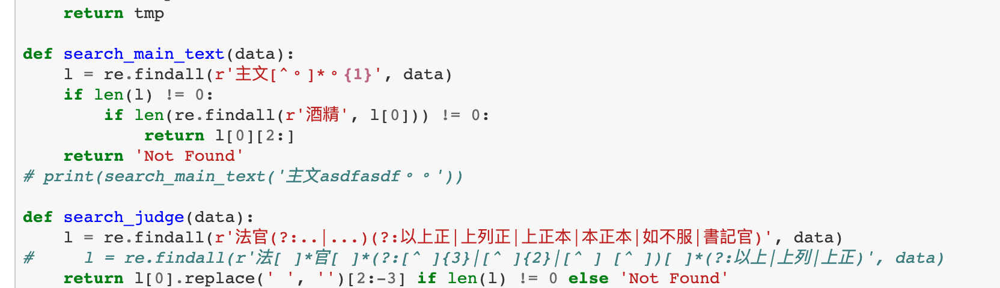 return tmp
def search_main_text(data):
l = re.findall(r'主文[^。]*。{1}', data)
if len(l) != 0:
if len(re.findall(r'酒精', l[0])) != 0:
return l[0][2:]
return 'Not Found'
# print(search_main_text('主文asdfasdf。。'))
def search_judge(data):
l = re.findall(r'法官(?:..|...)(?:以上正|上列正|上正本|本正本|如不服|書記官)', data)
#     l = re.findall(r'法[ ]*官[ ]*(?:[^ ]{3}|[^ ]{2}|[^ ] [^ ])[ ]*(?:以上|上列|上正)', data)
return l[0].replace(' ', '')[2:-3] if len(l) != 0 else 'Not Found'